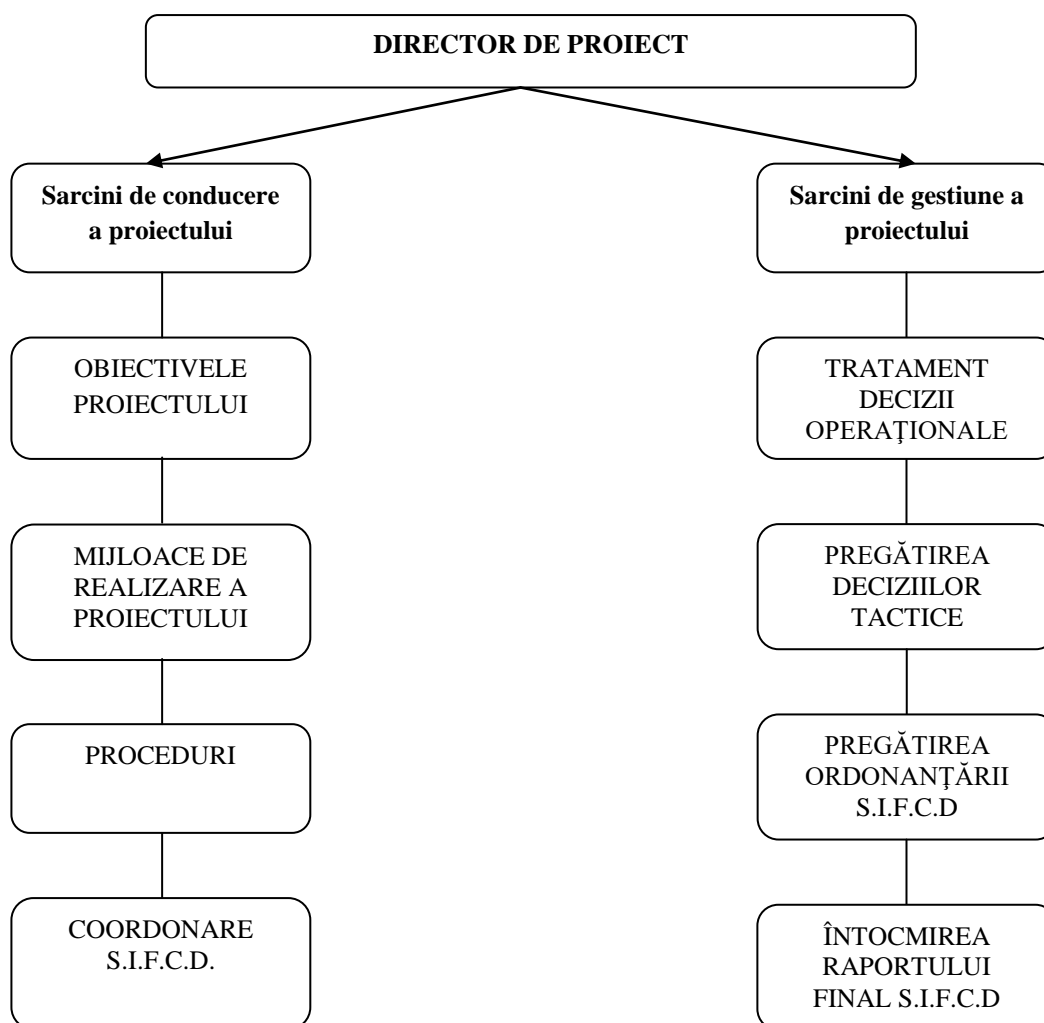 DIRECTOR DE PROIECT
Sarcini de conducere
a proiectului
OBIECTIVELE
PROIECTULUI
MIJLOACE DE
REALIZARE A
PROIECTULUI
PROCEDURI
COORDONARE
S.I.F.C.D.
Sarcini de gestiune a
proiectului
TRATAMENT
DECIZII
OPERAŢIONALE
PREGĂTIREA
DECIZIILOR
TACTICE
PREGĂTIREA
ORDONANŢĂRII
S.I.F.C.D
ÎNTOCMIREA
RAPORTULUI
FINAL S.I.F.C.D